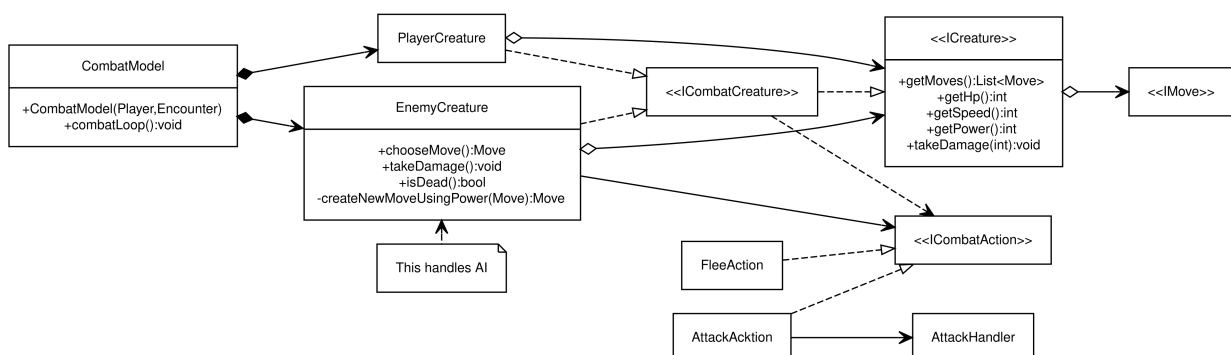 CombatModel
+CombatModel(Player,Encounter)
+combatLoop():void
PlayerCreature
EnemyCreature
+chooseMove():Move
+takeDamage():void
+isDead():bool
-createNewMoveUsingPower(Move):Move
This handles AI
<<ICombatCreature>>
<<ICreature>>
+getMoves():List<Move>
+getHp():int
+getSpeed():int
+getPower():int
+takeDamage(int):void
<<IMove>>
<<ICombatAction>>
FleeAction
AttackAcktion
AttackHandler